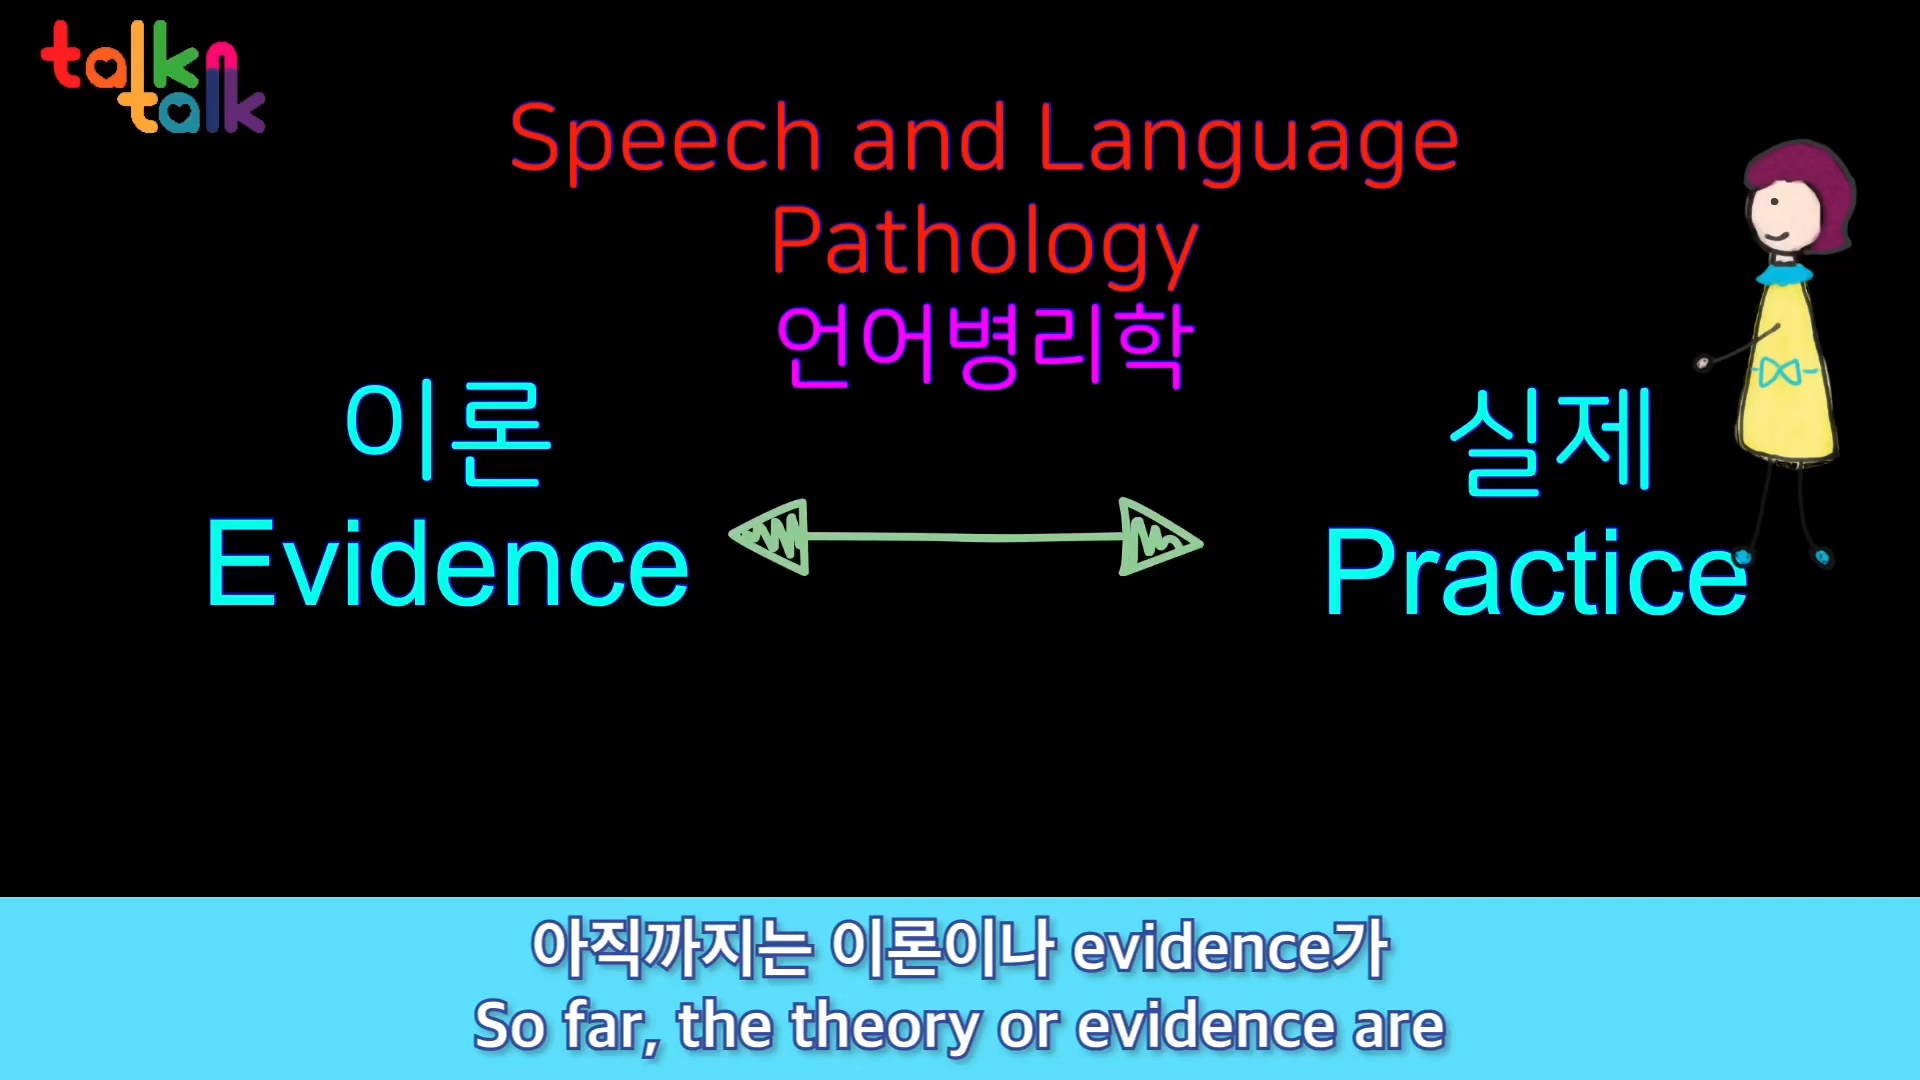 talk n
talk
Speech and Language
Pathology
언어병리학
이론
Evidence
실제
Practice
아직까지는 이론이나 evidence가
So far, the theory or evidence are